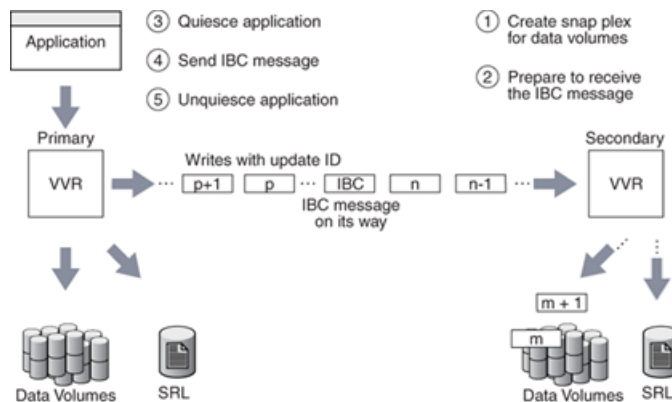 Application
③ Quiesce application
④ Send IBC message
⑤ Unquiesce application
① Create snap plex
for data volumes
② Prepare to receive
the IBC message
Primary
VVR
Writes with update ID
... p+1 p ... IBC n n-1 ...
IBC message
on its way
Secondary
VVR
Data Volumes
SRL
m + 1
m
Data Volumes
SRL